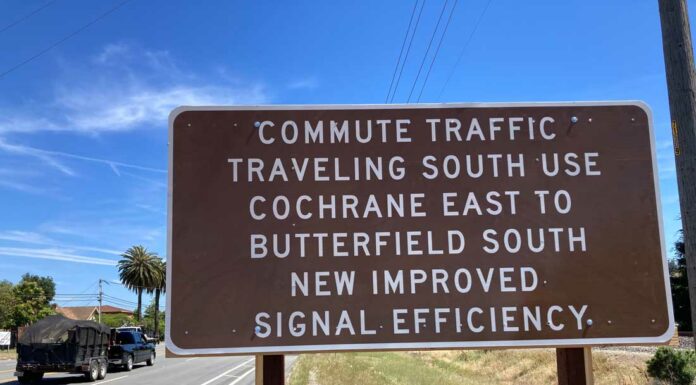 COMMUTE TRAFFIC
TRAVELING SOUTH USE
COCHRANE EAST TO
BUTTERFIELD SOUTH
NEW IMPROVED
SIGNAL EFFICIENCY